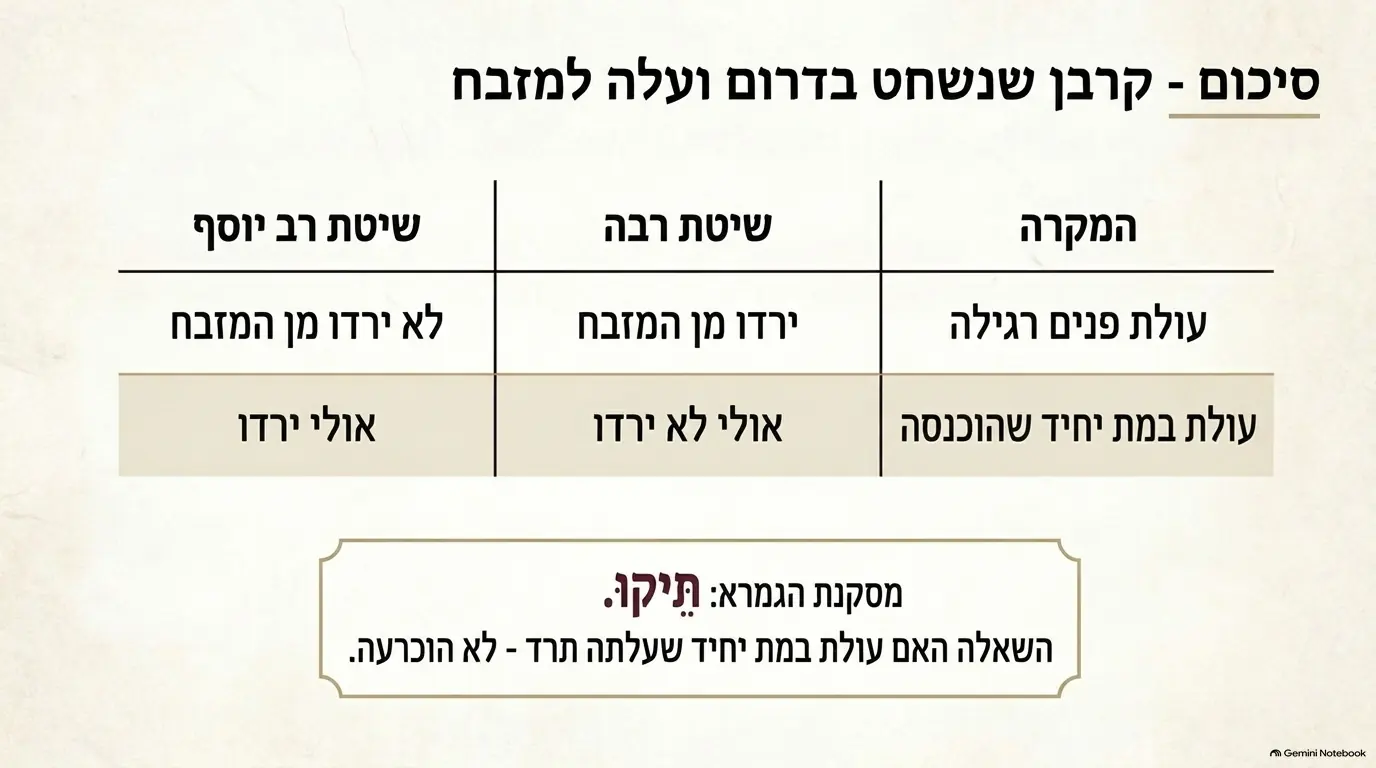 סיכום - קרבן שנשחט בדרום ועלה למזבח
המקרה שיטת רבה שיטת רב יוסף
עולת פנים רגילה ירדו מן המזבח לא ירדו מן המזבח
עולת במת יחיד שהוכנסה אולי לא ירדו אולי ירדו
מסקנת הגמרא: תֵּיקוּ.
השאלה האם עולת במת יחיד שעלתה תרד - לא הוכרעה.
Gemini Notebook